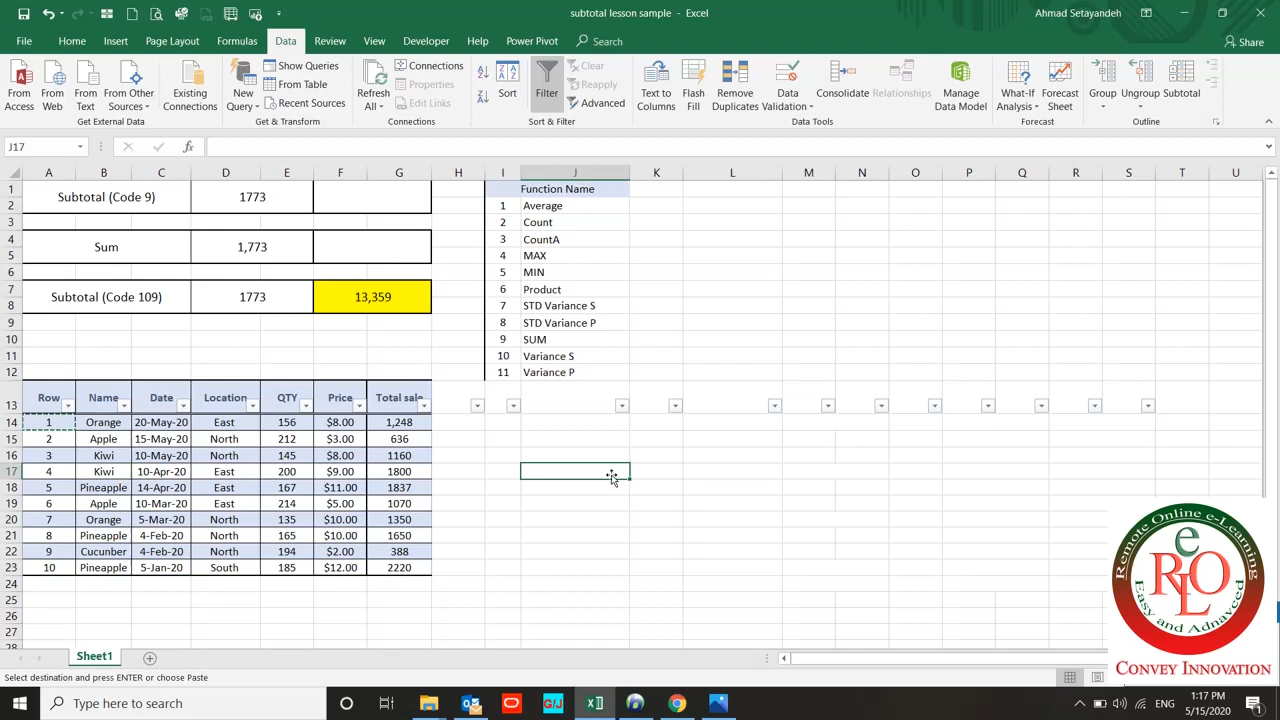 subtotal lesson sample - Excel
Ahmad Setayandeh
File Home Insert Page Layout Formulas Data Review View Developer Help Power Pivot Search Share
From Access
From Web
From Text
From Other Sources
Existing Connections
Get External Data
New Query
Show Queries
From Table
Recent Sources
Get & Transform
Refresh All
Connections
Properties
Edit Links
Connections
Sort
Filter
Clear
Reapply
Advanced
Sort & Filter
Text to Columns
Flash Fill
Remove Duplicates
Data Validation
Consolidate
Relationships
Manage Data Model
Data Tools
What-If Analysis
Forecast Sheet
Forecast
Group
Ungroup
Subtotal
Outline
J17
fx
A B C D E F G H I J K L M N O P Q R S T U
1 Function Name
Subtotal (Code 9) 1773
2 1 Average
3 2 Count
4 3 CountA
Sum 1,773
5 4 MAX
6 5 MIN
7 6 Product
Subtotal (Code 109) 1773 13,359
8 7 STD Variance S
9 8 STD Variance P
10 9 SUM
11 10 Variance S
12 11 Variance P
13 Row Name Date Location QTY Price Total sale
14 1 Orange 20-May-20 East 156 $8.00 1,248
15 2 Apple 15-May-20 North 212 $3.00 636
16 3 Kiwi 10-May-20 North 145 $8.00 1160
17 4 Kiwi 10-Apr-20 East 200 $9.00 1800
18 5 Pineapple 14-Apr-20 East 167 $11.00 1837
19 6 Apple 10-Mar-20 East 214 $5.00 1070
20 7 Orange 5-Mar-20 North 135 $10.00 1350
21 8 Pineapple 4-Feb-20 North 165 $10.00 1650
22 9 Cucunber 4-Feb-20 North 194 $2.00 388
23 10 Pineapple 5-Jan-20 South 185 $12.00 2220
24
25
26
27
28
Remote Online e-Learning
e
RLO
Easy and Adnvaced
CONVEY INNOVATION
Sheet1
Select destination and press ENTER or choose Paste
Type here to search
G/J
1:17 PM
5/15/2020